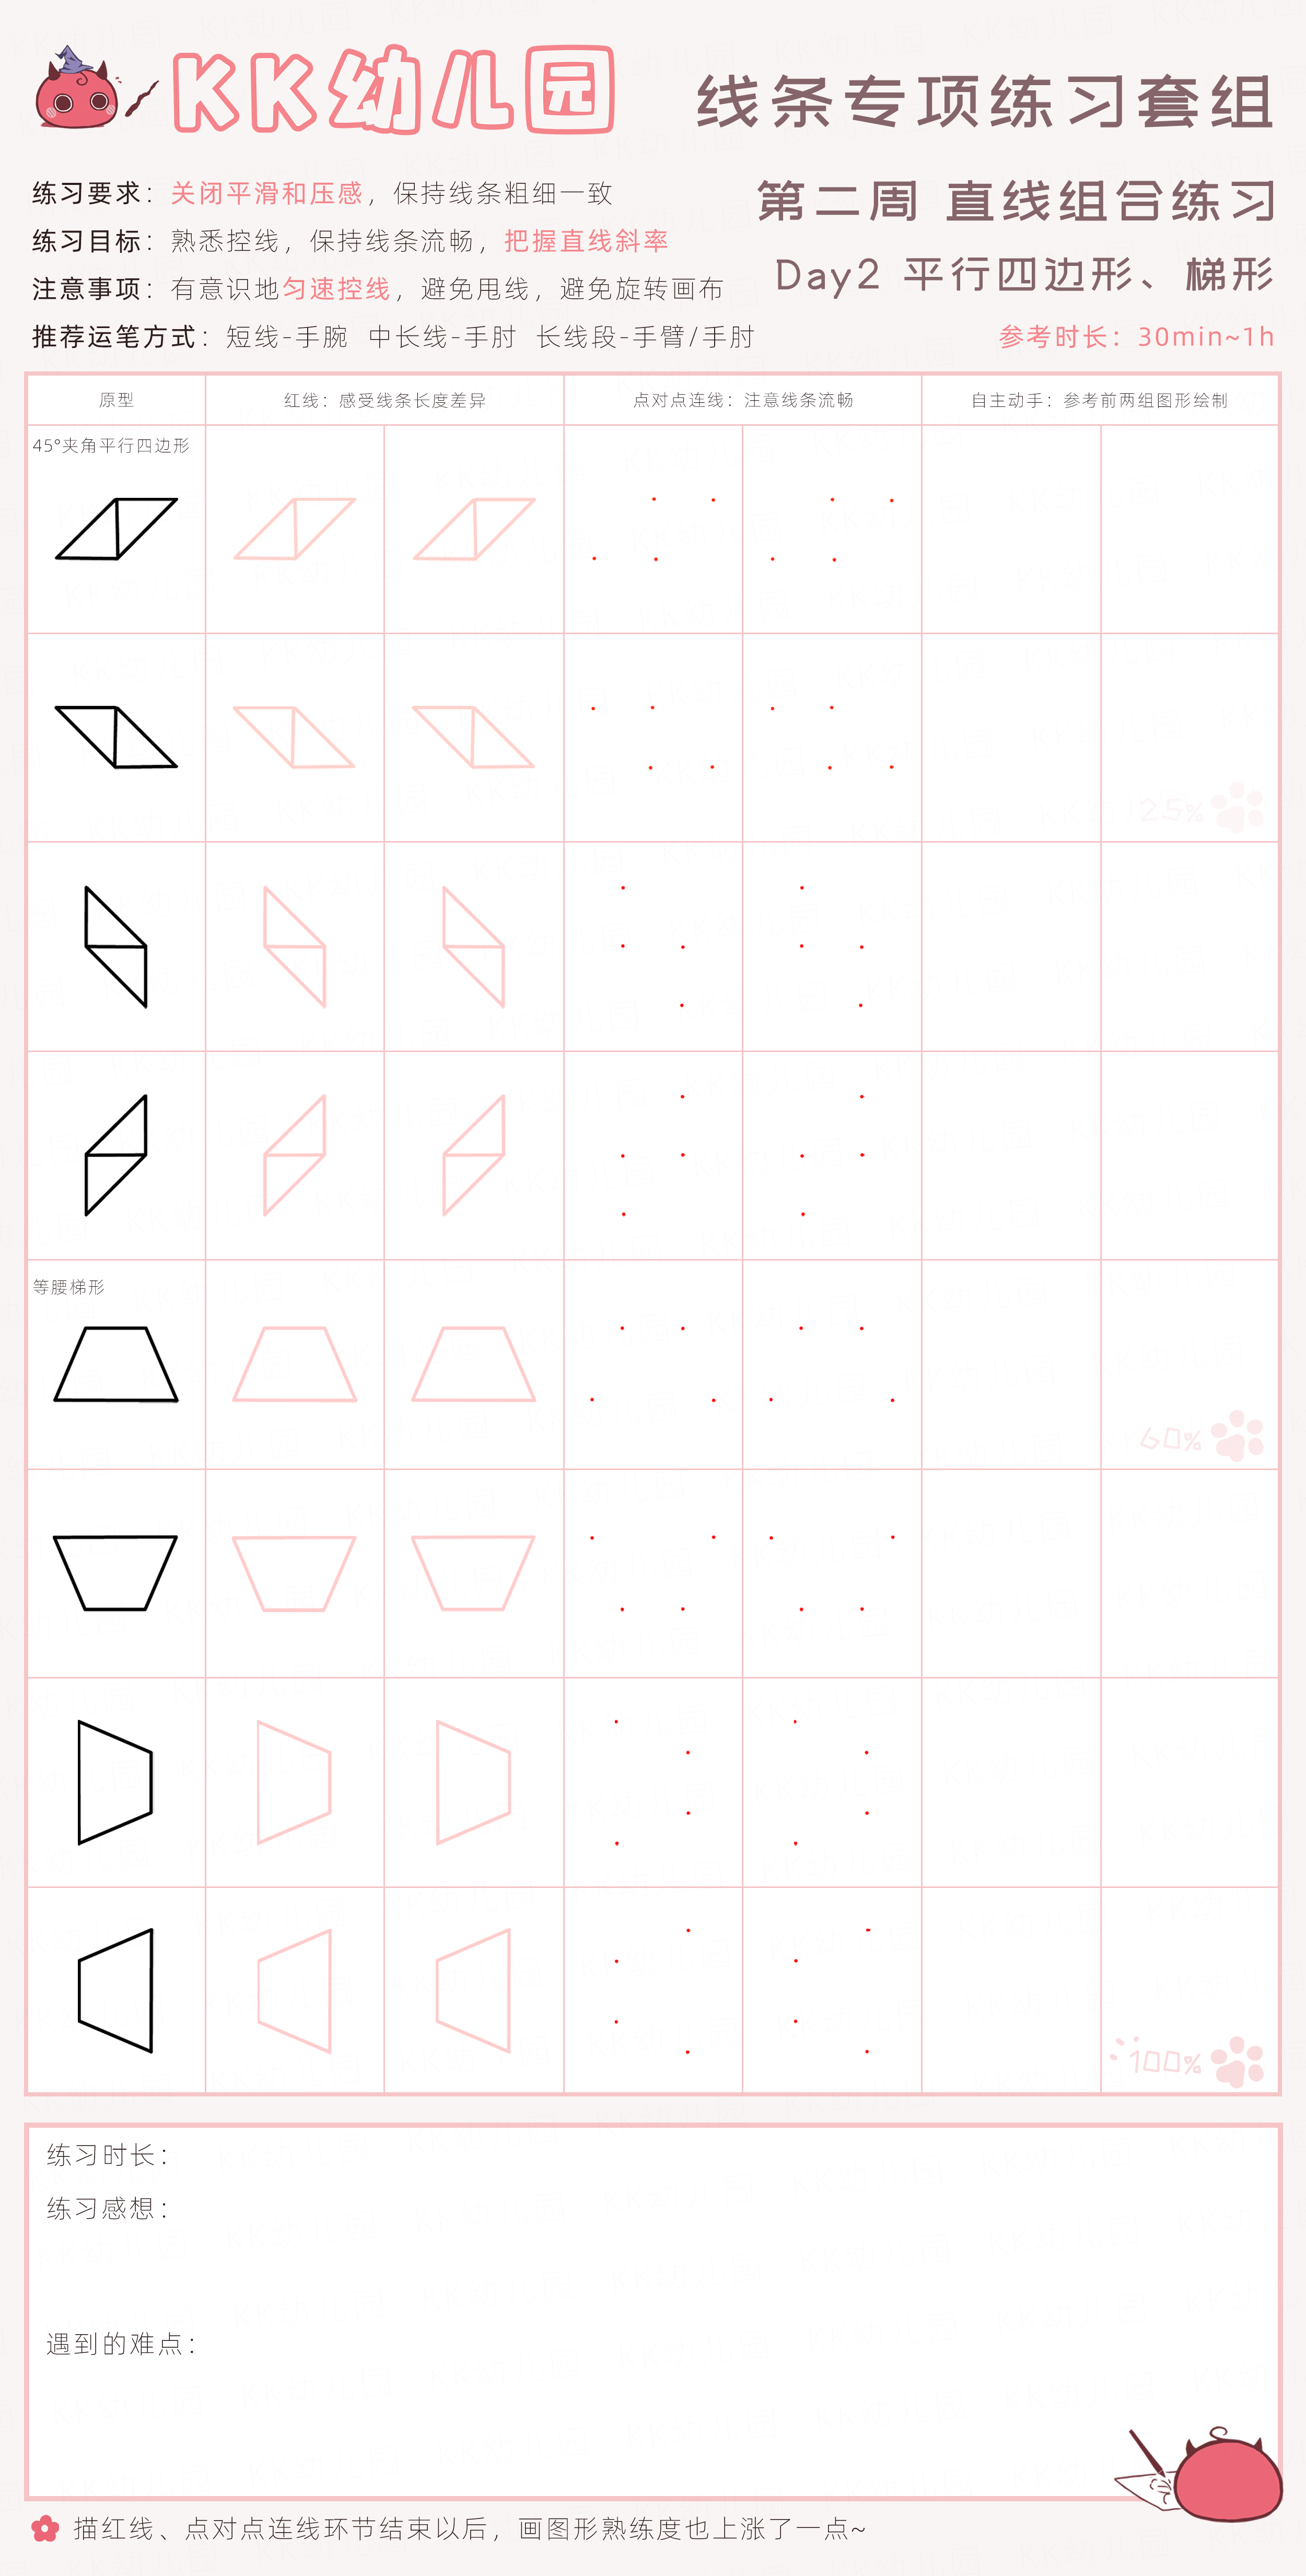 KK幼儿园
线条专项练习套组
第二周 直线组合练习
Day2 平行四边形、梯形
练习要求：关闭平滑和压感，保持线条粗细一致
练习目标：熟悉控线，保持线条流畅，把握直线斜率
注意事项：有意识地匀速控线，避免甩线，避免旋转画布
推荐运笔方式：短线-手腕 中长线-手肘 长线段-手臂/手肘
参考时长：30min~1h
原型
红线：感受线条长度差异
点对点连线：注意线条流畅
自主动手：参考前两组图形绘制
45°夹角平行四边形
25%
等腰梯形
60%
100%
练习时长：
练习感想：
遇到的难点：
描红线、点对点连线环节结束以后，画图形熟练度也上涨了一点~